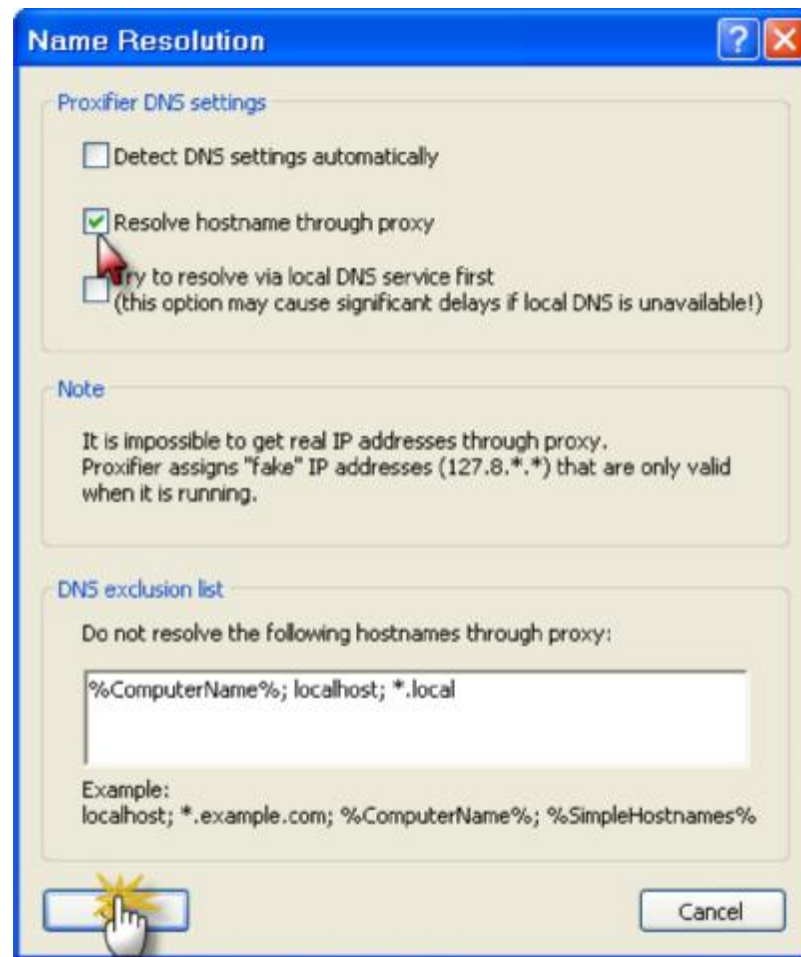 Name Resolution
Proxifier DNS settings
Detect DNS settings automatically
Resolve hostname through proxy
Try to resolve via local DNS service first
(this option may cause significant delays if local DNS is unavailable!)
Note
It is impossible to get real IP addresses through proxy.
Proxifier assigns "fake" IP addresses (127.8.*.*) that are only valid
when it is running.
DNS exclusion list
Do not resolve the following hostnames through proxy:
%ComputerName%; localhost; *.local
Example:
localhost; *.example.com; %ComputerName%; %SimpleHostnames%
Cancel